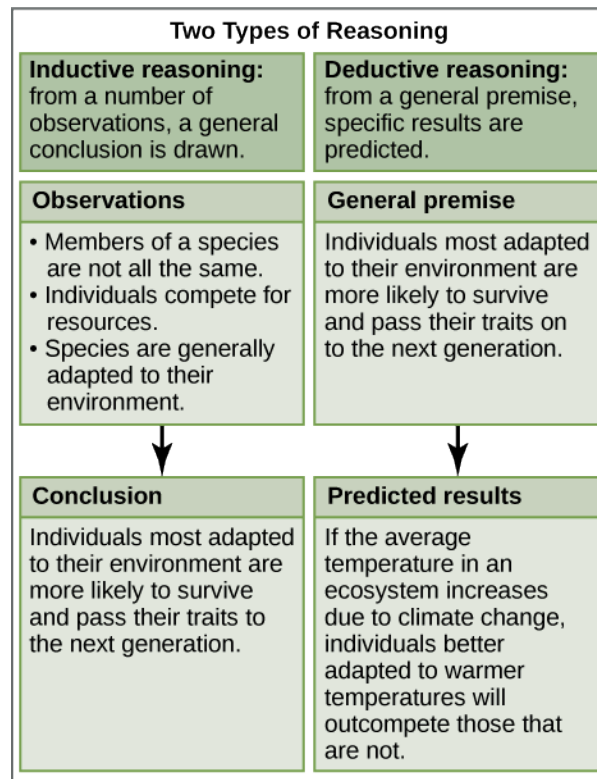 Two Types of Reasoning
Inductive reasoning:
from a number of
observations, a general
conclusion is drawn.
Deductive reasoning:
from a general premise,
specific results are
predicted.
Observations
• Members of a species
are not all the same.
• Individuals compete for
resources.
• Species are generally
adapted to their
environment.
General premise
Individuals most adapted
to their environment are
more likely to survive
and pass their traits on
to the next generation.
Conclusion
Individuals most adapted
to their environment are
more likely to survive
and pass their traits to
the next generation.
Predicted results
If the average
temperature in an
ecosystem increases
due to climate change,
individuals better
adapted to warmer
temperatures will
outcompete those that
are not.